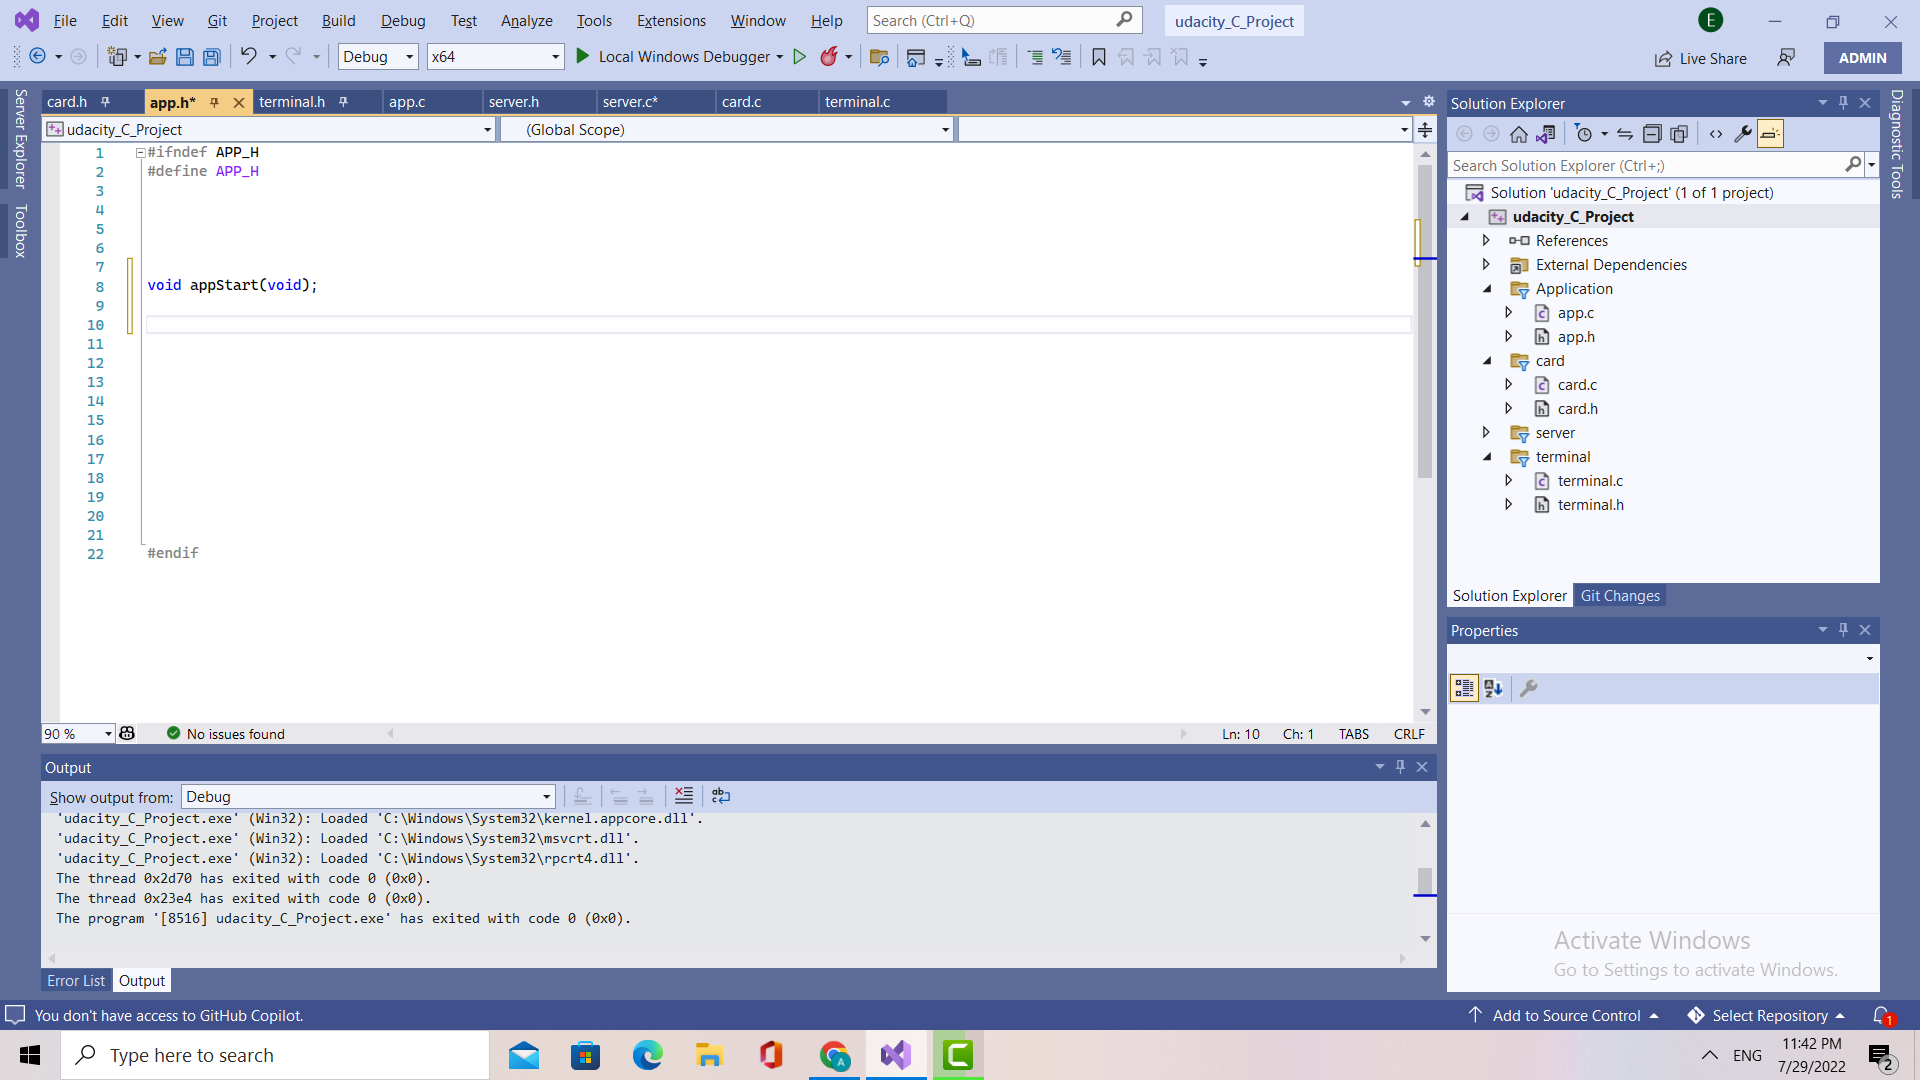 File Edit View Git Project Build Debug Test Analyze Tools Extensions Window Help Search (Ctrl+Q) udacity_C_Project E
Debug x64 Local Windows Debugger Live Share ADMIN
Server Explorer
Toolbox
card.h app.h* terminal.h app.c server.h server.c* card.c terminal.c
udacity_C_Project (Global Scope)
1 #ifndef APP_H
2 #define APP_H
3
4
5
6
7
8 void appStart(void);
9
10
11
12
13
14
15
16
17
18
19
20
21
22 #endif
90 % No issues found Ln: 10 Ch: 1 TABS CRLF
Output
Show output from: Debug
'udacity_C_Project.exe' (Win32): Loaded 'C:\Windows\System32\kernel.appcore.dll'.
'udacity_C_Project.exe' (Win32): Loaded 'C:\Windows\System32\msvcrt.dll'.
'udacity_C_Project.exe' (Win32): Loaded 'C:\Windows\System32\rpcrt4.dll'.
The thread 0x2d70 has exited with code 0 (0x0).
The thread 0x23e4 has exited with code 0 (0x0).
The program '[8516] udacity_C_Project.exe' has exited with code 0 (0x0).
Error List Output
Solution Explorer
Search Solution Explorer (Ctrl+;)
Solution 'udacity_C_Project' (1 of 1 project)
udacity_C_Project
References
External Dependencies
Application
app.c
app.h
card
card.c
card.h
server
terminal
terminal.c
terminal.h
Solution Explorer Git Changes
Properties
Activate Windows
Go to Settings to activate Windows.
Diagnostic Tools
You don't have access to GitHub Copilot. Add to Source Control Select Repository 1
Type here to search A ENG 11:42 PM
7/29/2022 2